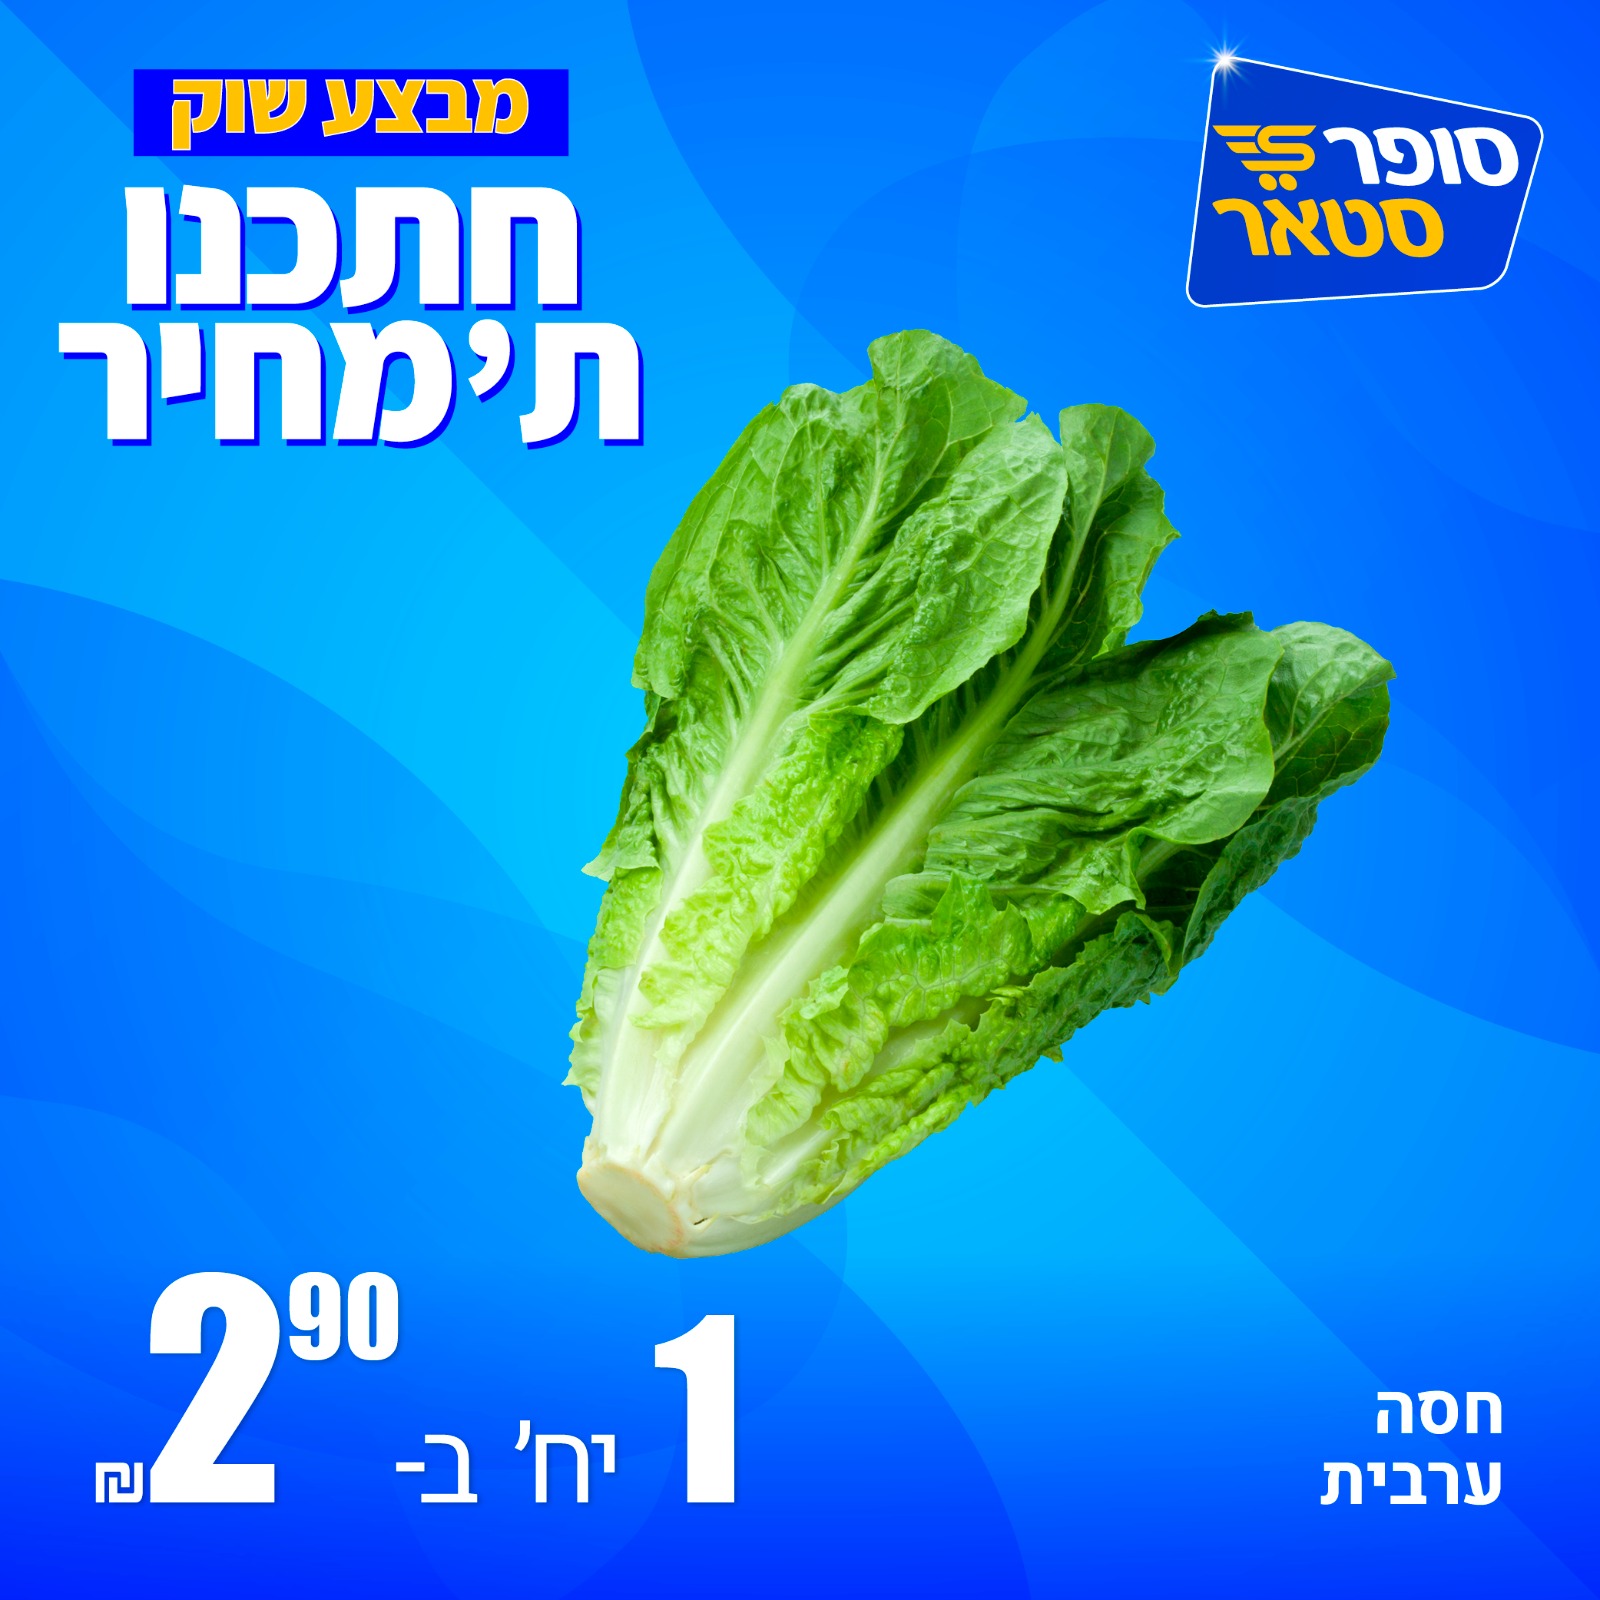 מבצע שוק
חתכנו
ת'מחיר
סופר
סטאר
1 יח' ב- 2.90 ₪
חסה
ערבית